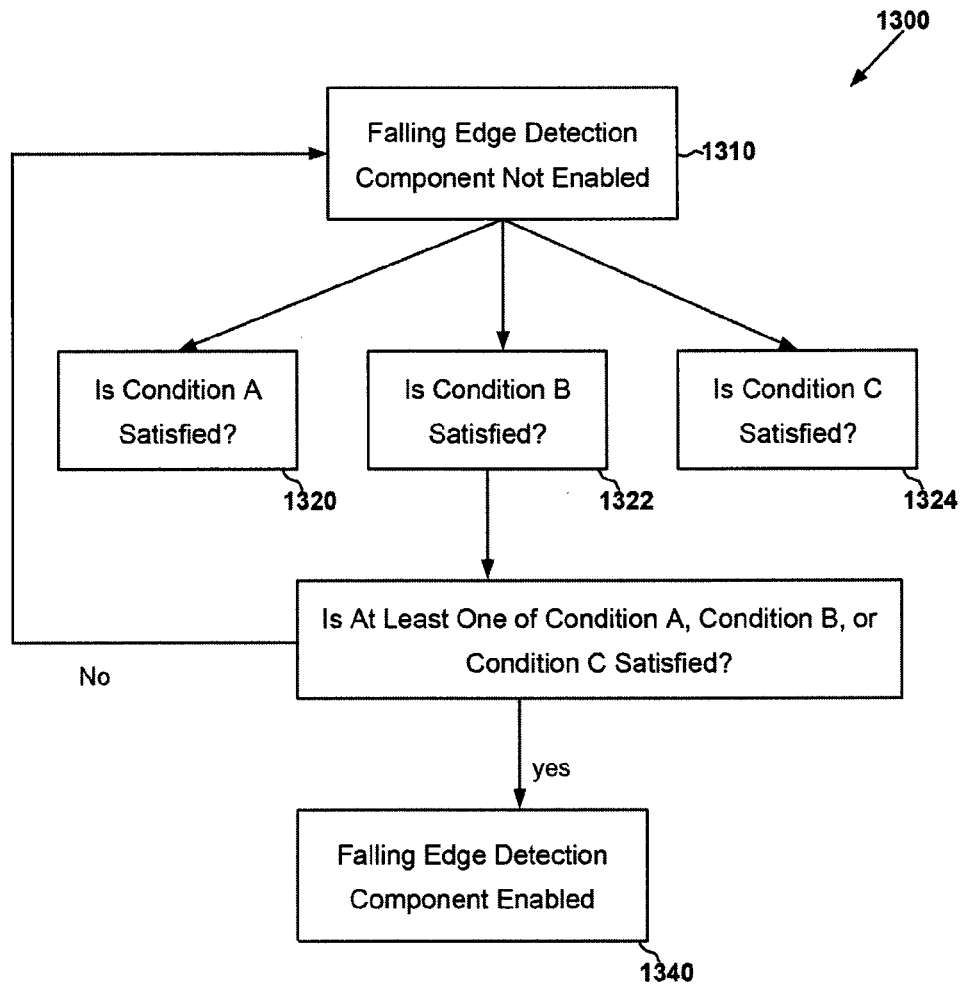 1300
Falling Edge Detection
Component Not Enabled
1310
Is Condition A
Satisfied?
1320
Is Condition B
Satisfied?
1322
Is Condition C
Satisfied?
1324
Is At Least One of Condition A, Condition B, or
Condition C Satisfied?
No
yes
Falling Edge Detection
Component Enabled
1340